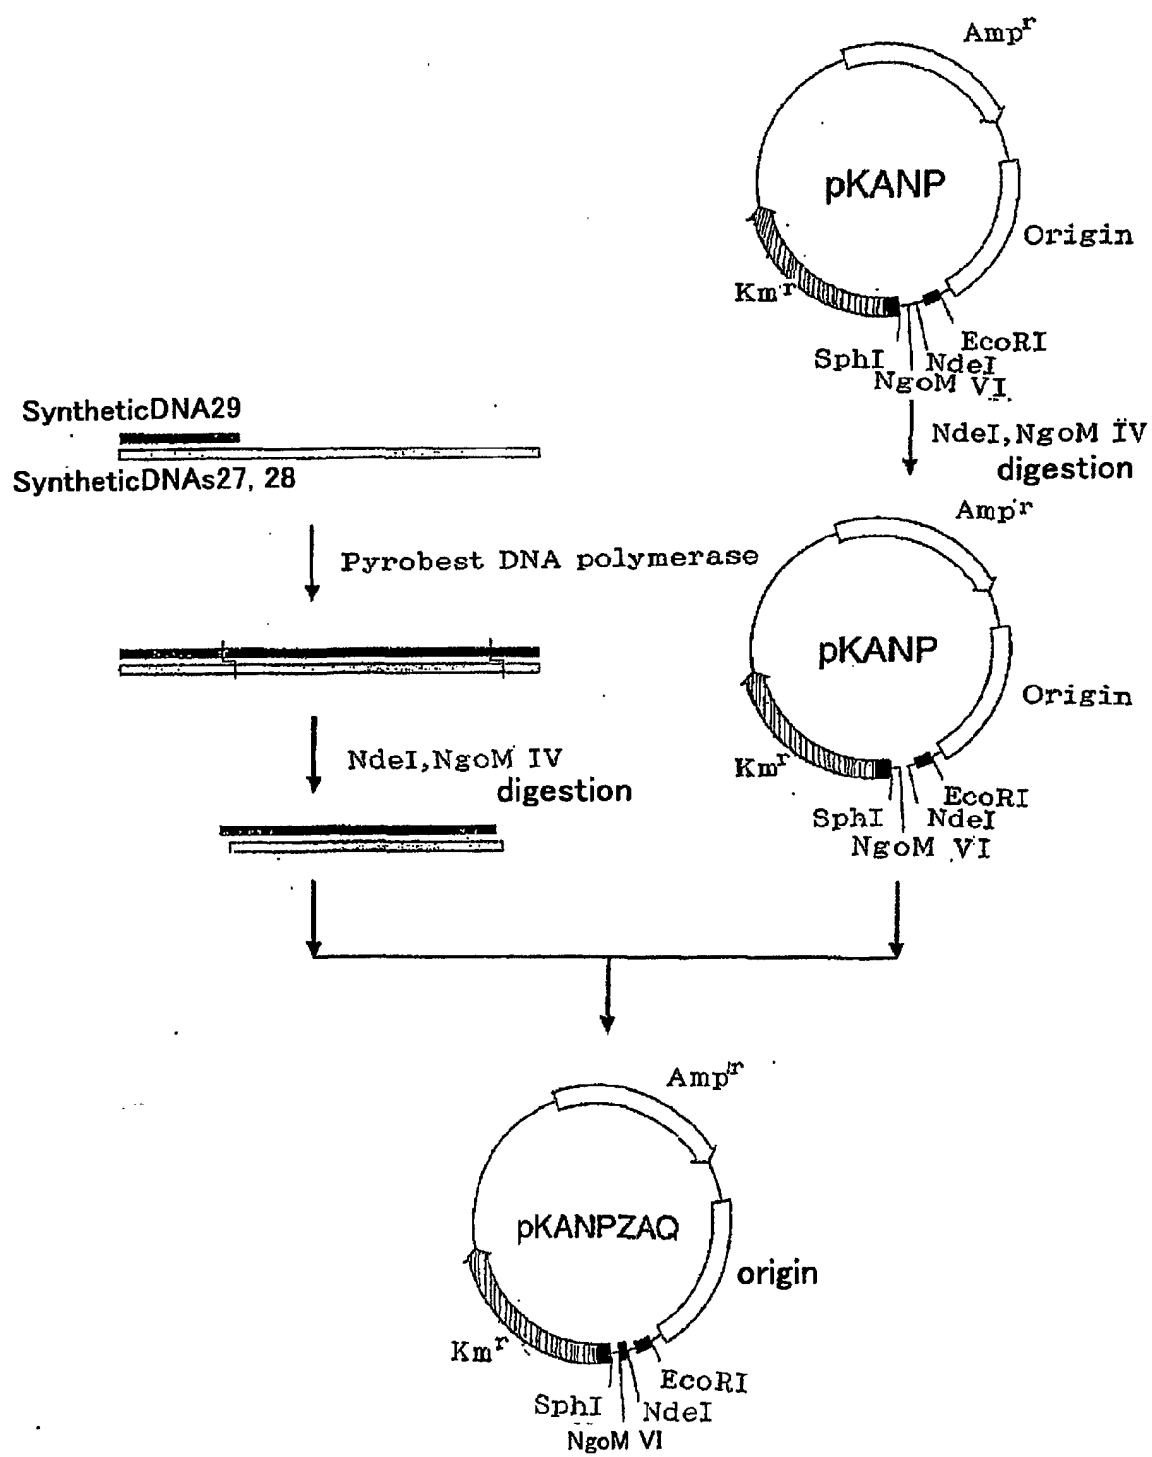 Amp^r
pKANP
Origin
Km^r
EcoRI
SphI NdeI
NgoM VI
SyntheticDNA29
SyntheticDNAs27, 28
NdeI,NgoM IV
digestion
Amp^r
Pyrobest DNA polymerase
pKANP
Origin
Km^r
NdeI,NgoM IV
digestion
EcoRI
SphI NdeI
NgoM VI
Amp^r
pKANPZAQ
origin
Km^r
EcoRI
SphI NdeI
NgoM VI